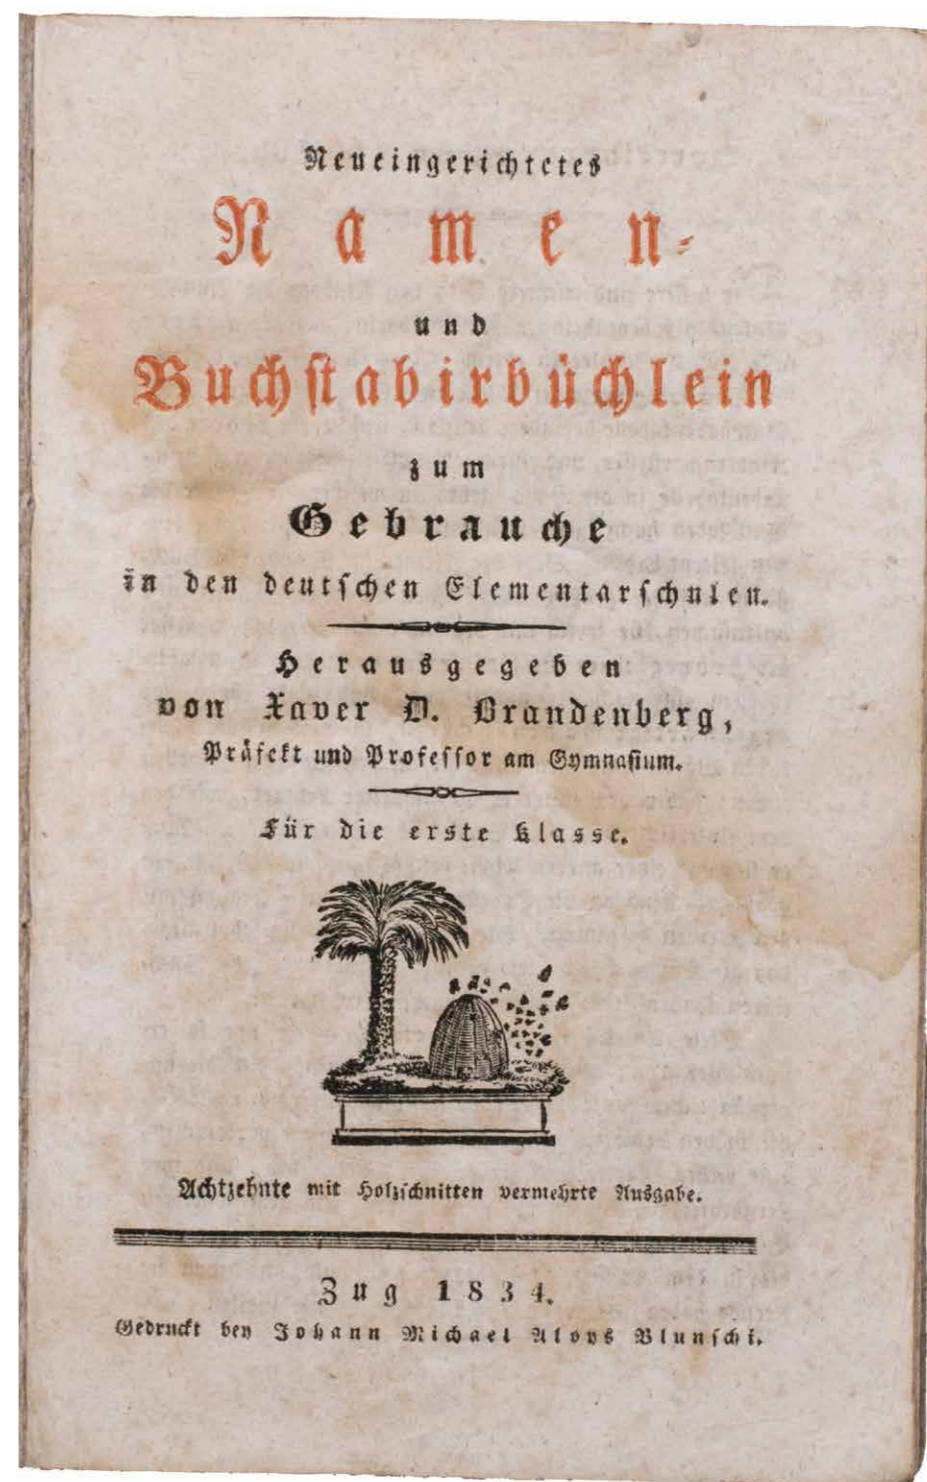 Neueingerichtetes
Namen-
und
Buchstabirbüchlein
zum
Gebrauche
in den deutschen Elementarschulen.
Herausgegeben
von Xaver D. Brandenberg,
Präfekt und Professor am Gymnasium.
Für die erste Klasse.
Achtzehnte mit Holzschnitten vermehrte Ausgabe.
Zug 1834.
Gedruckt bey Johann Michael Aloys Blunschi.